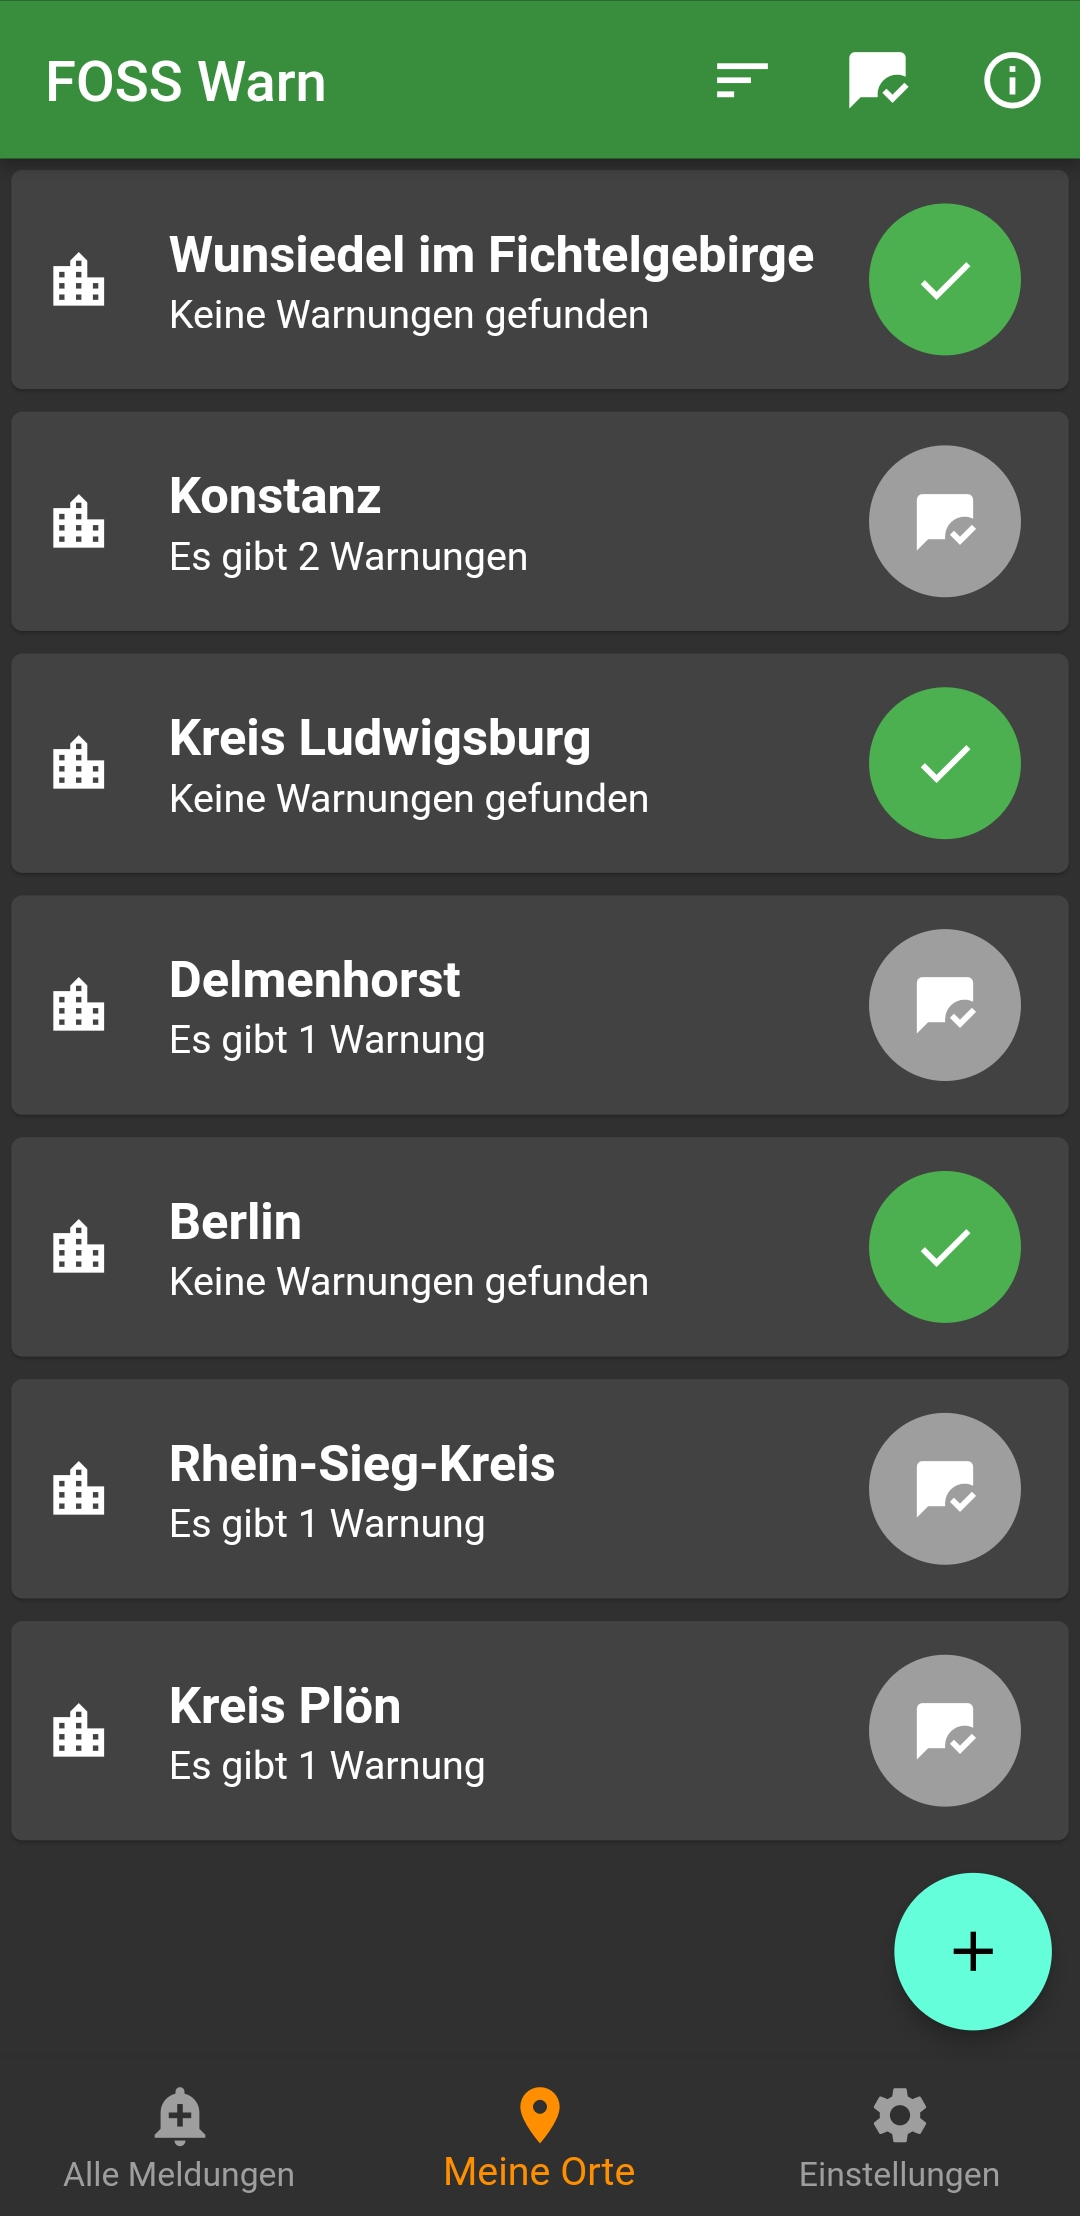 FOSS Warn
Wunsiedel im Fichtelgebirge
Keine Warnungen gefunden
Konstanz
Es gibt 2 Warnungen
Kreis Ludwigsburg
Keine Warnungen gefunden
Delmenhorst
Es gibt 1 Warnung
Berlin
Keine Warnungen gefunden
Rhein-Sieg-Kreis
Es gibt 1 Warnung
Kreis Plön
Es gibt 1 Warnung
Alle Meldungen
Meine Orte
Einstellungen